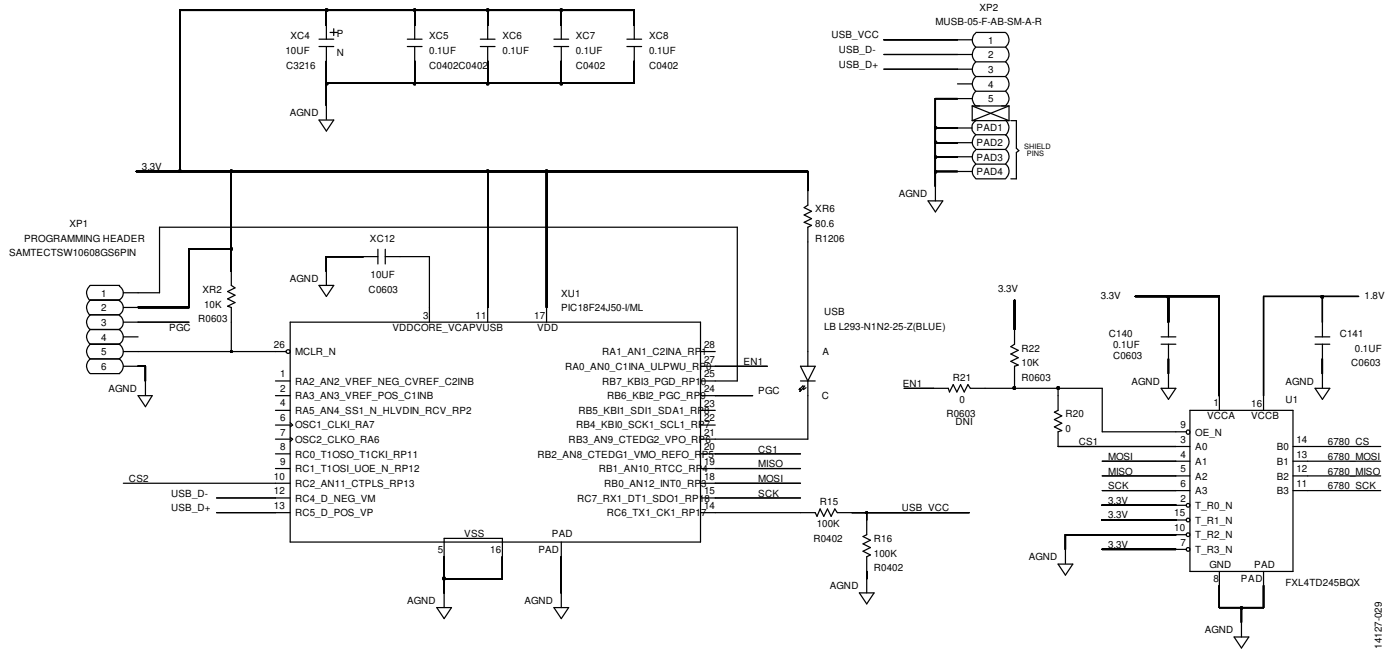 XC4
10UF
C3216
P
N
XC5
0.1UF
C0402
XC6
0.1UF
C0402
XC7
0.1UF
C0402
XC8
0.1UF
C0402
AGND
XP2
MUSB-05-F-AB-SM-A-R
USB_VCC
USB_D-
USB_D+
1
2
3
4
5
PAD1
PAD2
PAD3
PAD4
SHIELD
PINS
AGND
3.3V
XP1
PROGRAMMING HEADER
SAMTECTSW10608GS6PIN
1
2
3
4
5
6
PGC
AGND
XR2
10K
R0603
AGND
XC12
10UF
C0603
XU1
PIC18F24J50-I/ML
3
11
17
VDDCORE_VCAP
VUSB
VDD
26
MCLR_N
1
RA2_AN2_VREF_NEG_CVREF_C2INB
2
RA3_AN3_VREF_POS_C1INB
4
RA5_AN4_SS1_N_HLVDIN_RCV_RP2
6
OSC1_CLKI_RA7
7
OSC2_CLKO_RA6
8
RC0_T1OSO_T1CKI_RP11
9
RC1_T1OSI_UOE_N_RP12
CS2
10
RC2_AN11_CTPLS_RP13
USB_D-
12
RC4_D_NEG_VM
USB_D+
13
RC5_D_POS_VP
RA1_AN1_C2INA_RP1
28
RA0_AN0_C1INA_ULPWU_RP0
27
EN1
RB7_KBI3_PGD_RP10
25
RB6_KBI2_PGC_RP9
24
PGC
RB5_KBI1_SDI1_SDA1_RP8
23
RB4_KBI0_SCK1_SCL1_RP7
22
RB3_AN9_CTEDG2_VPO_RP6
21
RB2_AN8_CTEDG1_VMO_REFO_RP5
20
CS1
RB1_AN10_RTCC_RP4
19
MISO
RB0_AN12_INT0_RP3
18
MOSI
RC7_RX1_DT1_SDO1_RP18
15
SCK
RC6_TX1_CK1_RP17
14
VSS
5
16
PAD
PAD
AGND
AGND
XR6
80.6
R1206
USB
LB L293-N1N2-25-Z(BLUE)
A
C
R15
100K
R0402
USB_VCC
R16
100K
R0402
AGND
3.3V
R22
10K
R0603
EN1
R21
0
R0603
DNI
R20
0
CS1
3.3V
C140
0.1UF
C0603
AGND
1.8V
C141
0.1UF
C0603
AGND
U1
1
16
VCCA
VCCB
9
OE_N
3
A0
MOSI
4
A1
MISO
5
A2
SCK
6
A3
3.3V
2
T_R0_N
3.3V
15
T_R1_N
10
T_R2_N
3.3V
7
T_R3_N
AGND
B0
14
6780_CS
B1
13
6780_MOSI
B2
12
6780_MISO
B3
11
6780_SCK
GND
PAD
8
PAD
FXL4TD245BQX
AGND
14127-029